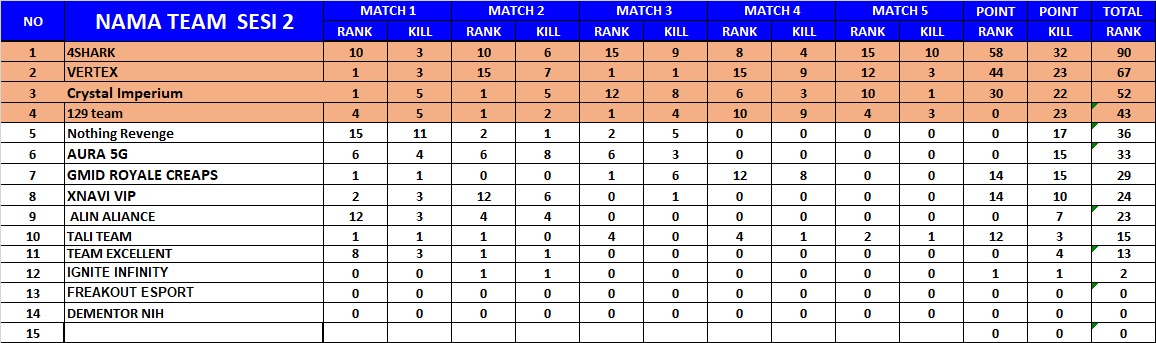 NO NAMA TEAM SESI 2 MATCH 1 MATCH 2 MATCH 3 MATCH 4 MATCH 5 POINT POINT TOTAL
RANK KILL RANK KILL RANK KILL RANK KILL RANK KILL RANK KILL RANK
1 4SHARK 10 3 10 6 15 9 8 4 15 10 58 32 90
2 VERTEX 1 3 15 7 1 1 15 9 12 3 44 23 67
3 Crystal Imperium 1 5 1 5 12 8 6 3 10 1 30 22 52
4 129 team 4 5 1 2 1 4 10 9 4 3 0 23 43
5 Nothing Revenge 15 11 2 1 2 5 0 0 0 0 0 17 36
6 AURA 5G 6 4 6 8 6 3 0 0 0 0 0 15 33
7 GMID ROYALE CREAPS 1 1 0 0 1 6 12 8 0 0 14 15 29
8 XNAVI VIP 2 3 12 6 0 1 0 0 0 0 14 10 24
9 ALIN ALIANCE 12 3 4 4 0 0 0 0 0 0 0 7 23
10 TALI TEAM 1 1 1 0 4 0 4 1 2 1 12 3 15
11 TEAM EXCELLENT 8 3 1 1 0 0 0 0 0 0 0 4 13
12 IGNITE INFINITY 0 0 1 1 0 0 0 0 0 0 1 1 2
13 FREAKOUT ESPORT 0 0 0 0 0 0 0 0 0 0 0 0 0
14 DEMENTOR NIH 0 0 0 0 0 0 0 0 0 0 0 0 0
15 0 0 0